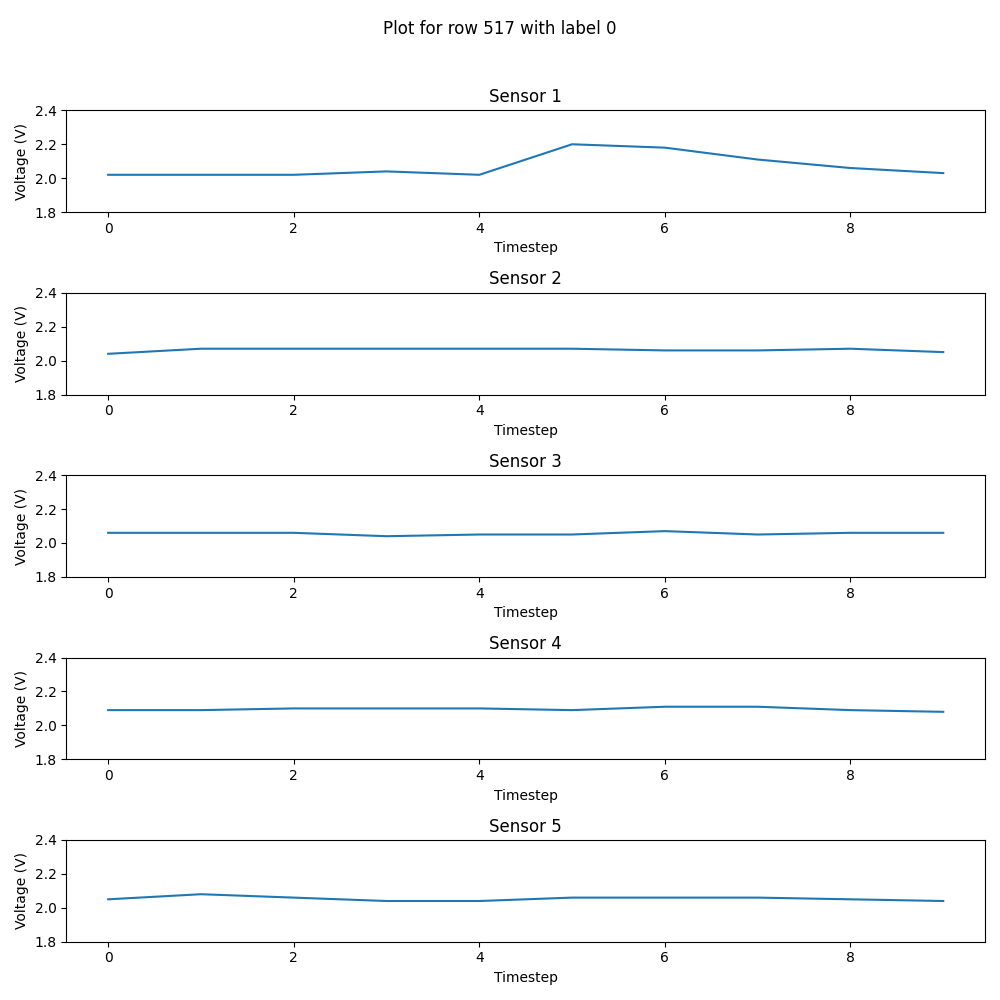 Plot for row 517 with label 0
Sensor 1
Voltage (V)
2.4
2.2
2.0
1.8
0 2 4 6 8
Timestep
Sensor 2
Voltage (V)
2.4
2.2
2.0
1.8
0 2 4 6 8
Timestep
Sensor 3
Voltage (V)
2.4
2.2
2.0
1.8
0 2 4 6 8
Timestep
Sensor 4
Voltage (V)
2.4
2.2
2.0
1.8
0 2 4 6 8
Timestep
Sensor 5
Voltage (V)
2.4
2.2
2.0
1.8
0 2 4 6 8
Timestep